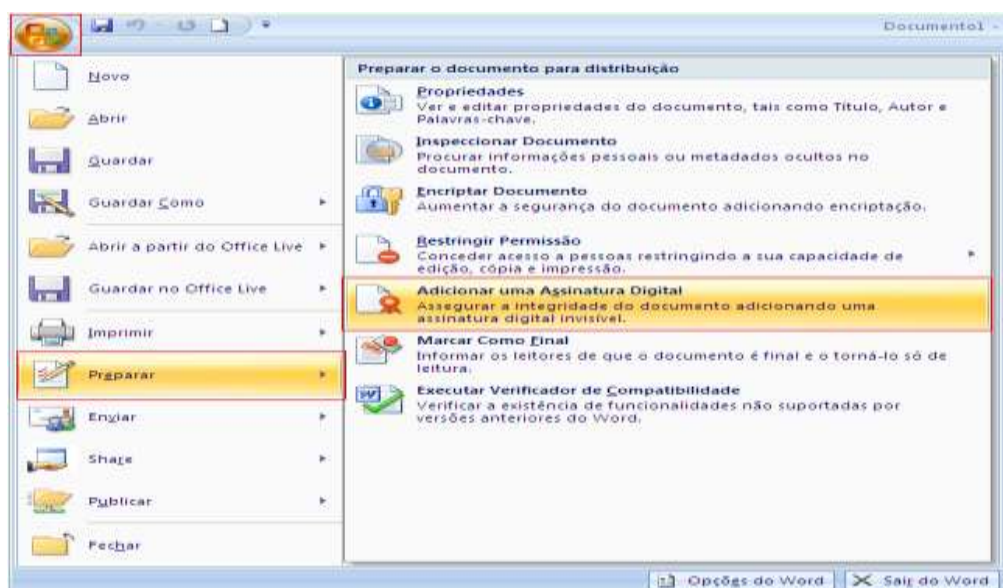 Documento1 -
Novo
Abrir
Guardar
Guardar Como
Abrir a partir do Office Live
Guardar no Office Live
Imprimir
Preparar
Enviar
Share
Publicar
Fechar
Preparar o documento para distribuição
Propriedades
Ver e editar propriedades do documento, tais como Título, Autor e
Palavras-chave.
Inspeccionar Documento
Procurar informações pessoais ou metadados ocultos no
documento.
Encriptar Documento
Aumentar a segurança do documento adicionando encriptação.
Restringir Permissão
Conceder acesso a pessoas restringindo a sua capacidade de
edição, cópia e impressão.
Adicionar uma Assinatura Digital
Assegurar a integridade do documento adicionando uma
assinatura digital invisível.
Marcar Como Final
Informar os leitores de que o documento é final e o torná-lo só de
leitura.
Executar Verificador de Compatibilidade
Verificar a existência de funcionalidades não suportadas por
versões anteriores do Word.
Opções do Word
Sair do Word